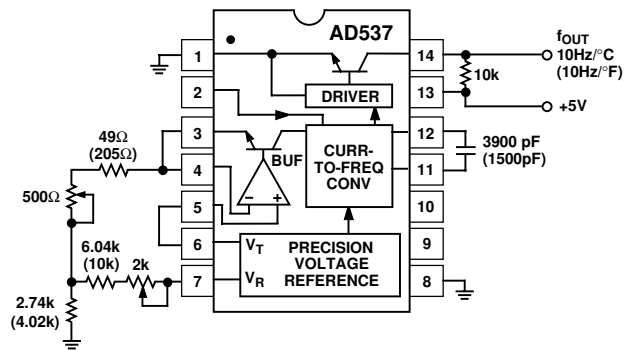 AD537
fOUT
10Hz/°C
(10Hz/°F)
1
14
10k
2
DRIVER
13
+5V
49Ω
(205Ω)
3
12
3900 pF
(1500pF)
BUF
CURR-
TO-FREQ
CONV
4
11
500Ω
− +
5
10
6
VT
PRECISION
VOLTAGE
REFERENCE
9
6.04k
(10k)
2k
7
VR
8
2.74k
(4.02k)